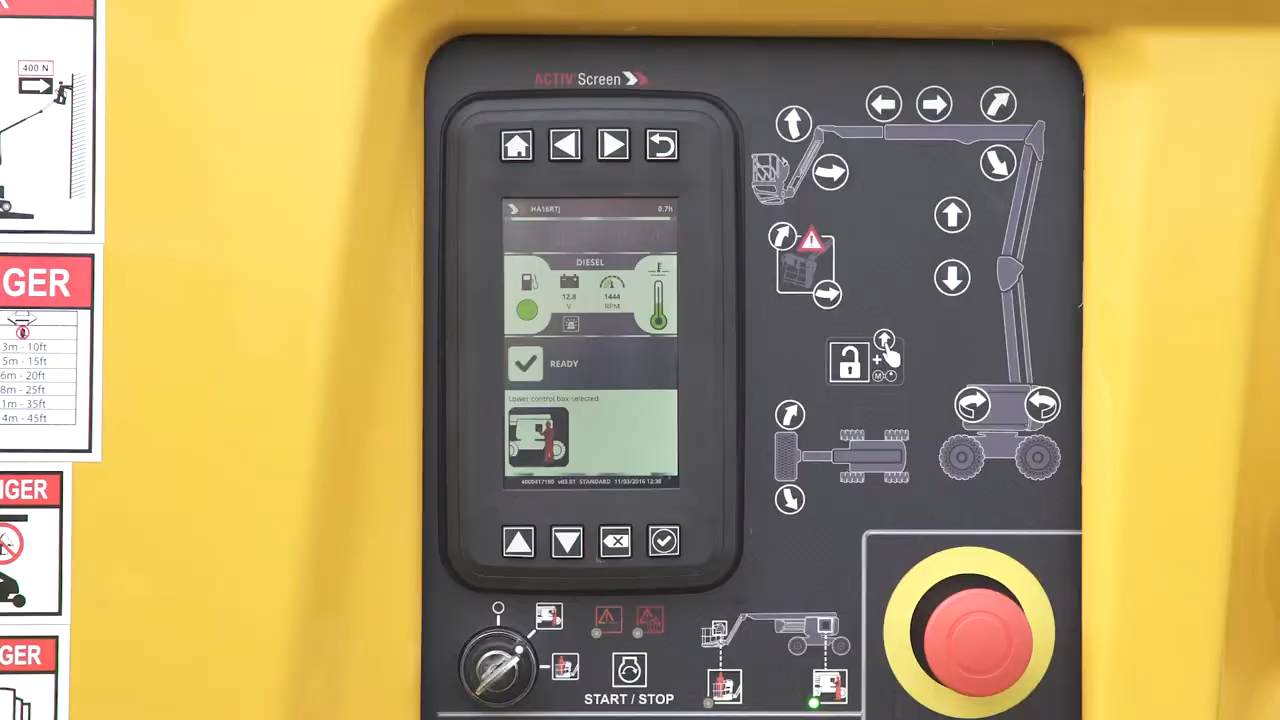 400 N
GER
3m - 10ft
5m - 15ft
6m - 20ft
8m - 25ft
1m - 35ft
4m - 45ft
NGER
GER
ACTIV'Screen
HA16RTJ 0.7h
DIESEL
12.8 1444
V RPM
READY
Lower control box selected
4000417180 v03.01 STANDARD 11/03/2016 12:38
M
START / STOP